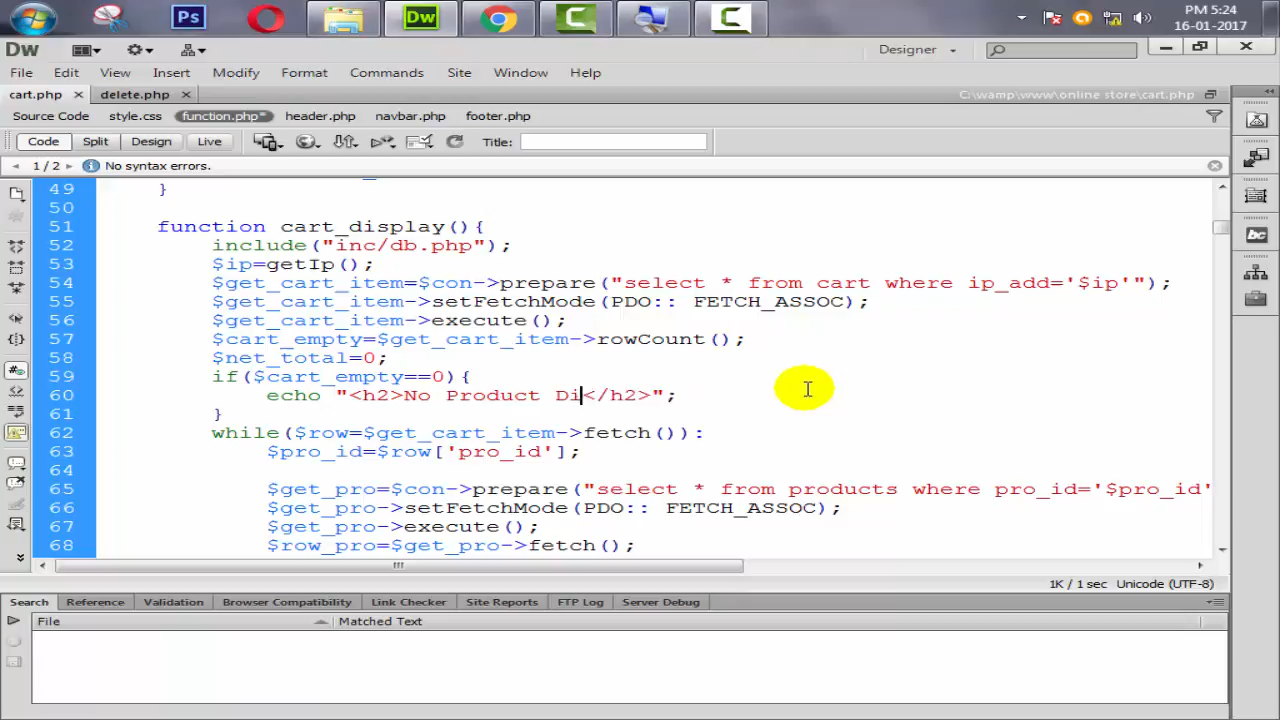 Ps
Dw
PM 5:24
16-01-2017
Dw
Designer
File Edit View Insert Modify Format Commands Site Window Help
cart.php delete.php C:\wamp\www\online store\cart.php
Source Code style.css function.php* header.php navbar.php footer.php
Code Split Design Live Title:
1 / 2 No syntax errors.
49 }
50
51 function cart_display(){
52 include("inc/db.php");
53 $ip=getIp();
54 $get_cart_item=$con->prepare("select * from cart where ip_add='$ip'");
55 $get_cart_item->setFetchMode(PDO:: FETCH_ASSOC);
56 $get_cart_item->execute();
57 $cart_empty=$get_cart_item->rowCount();
58 $net_total=0;
59 if($cart_empty==0){
60 echo "<h2>No Product Di</h2>";
61 }
62 while($row=$get_cart_item->fetch()):
63 $pro_id=$row['pro_id'];
64
65 $get_pro=$con->prepare("select * from products where pro_id='$pro_id'
66 $get_pro->setFetchMode(PDO:: FETCH_ASSOC);
67 $get_pro->execute();
68 $row_pro=$get_pro->fetch();
1K / 1 sec Unicode (UTF-8)
Search Reference Validation Browser Compatibility Link Checker Site Reports FTP Log Server Debug
File Matched Text